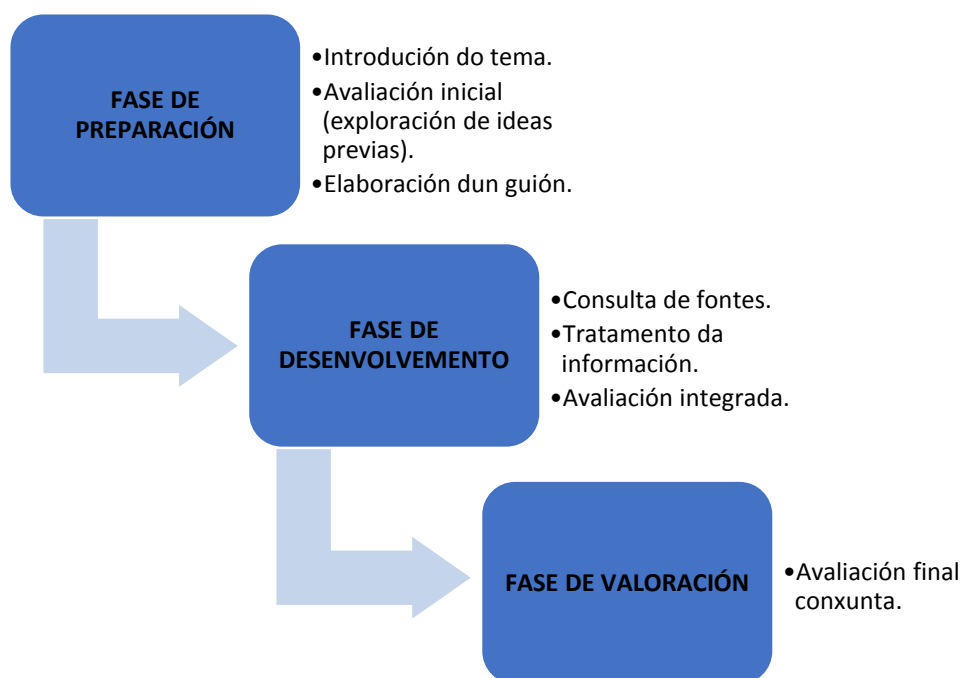 FASE DE
PREPARACIÓN
•Introdución do tema.
•Avaliación inicial
(exploración de ideas
previas).
•Elaboración dun guión.
FASE DE
DESENVOLVEMENTO
•Consulta de fontes.
•Tratamento da
información.
•Avaliación integrada.
FASE DE VALORACIÓN
•Avaliación final
conxunta.